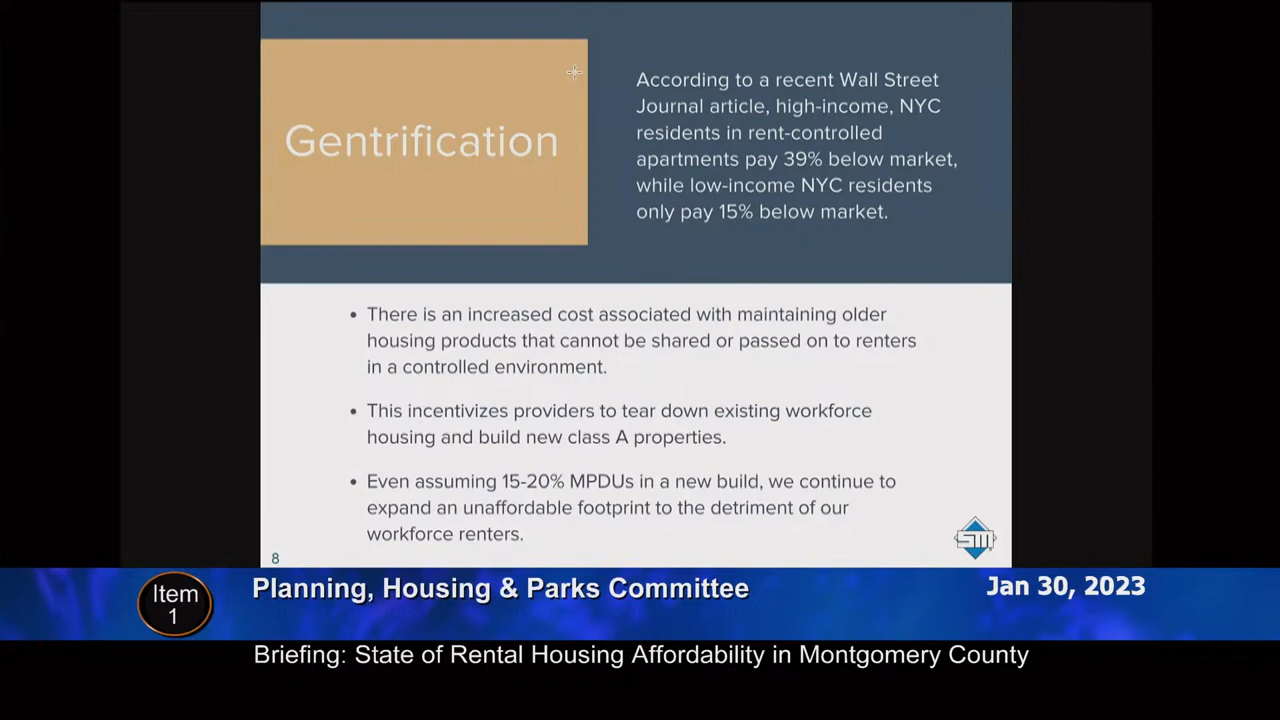 Gentrification
According to a recent Wall Street
Journal article, high-income, NYC
residents in rent-controlled
apartments pay 39% below market,
while low-income NYC residents
only pay 15% below market.
• There is an increased cost associated with maintaining older
housing products that cannot be shared or passed on to renters
in a controlled environment.
• This incentivizes providers to tear down existing workforce
housing and build new class A properties.
• Even assuming 15-20% MPDUs in a new build, we continue to
expand an unaffordable footprint to the detriment of our
workforce renters.
8
Item
1
Planning, Housing & Parks Committee
Jan 30, 2023
Briefing: State of Rental Housing Affordability in Montgomery County